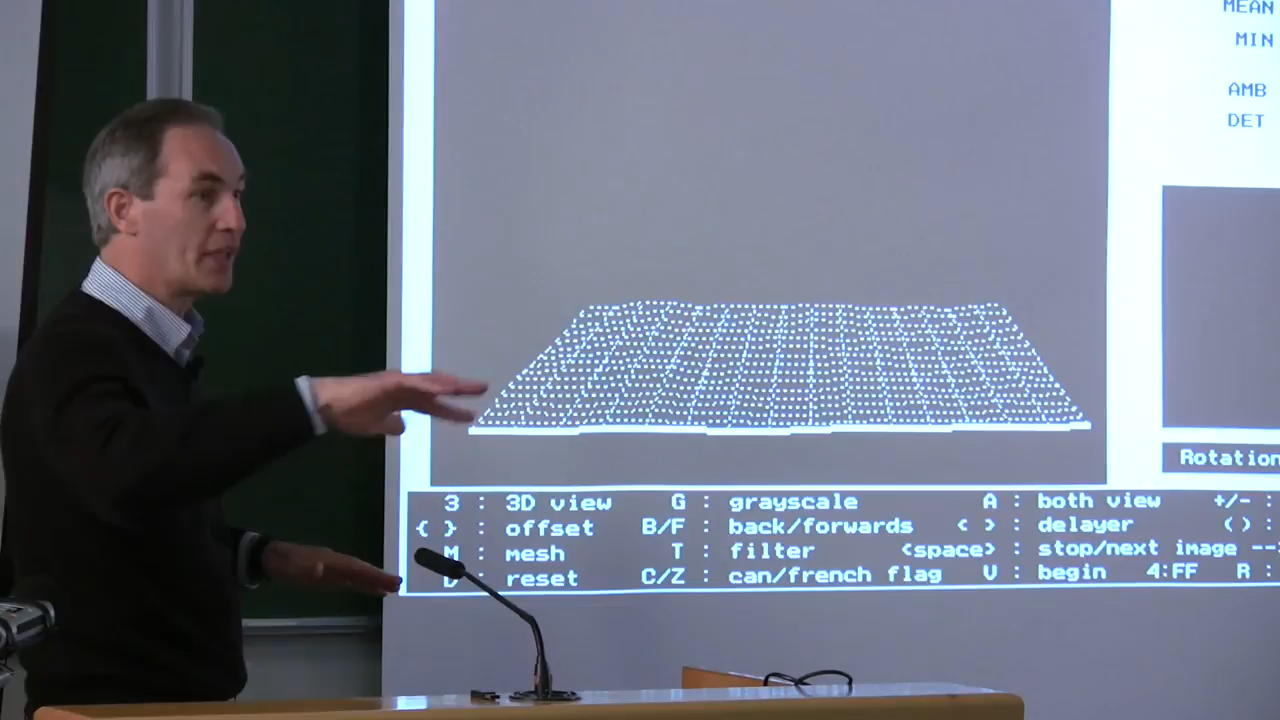 MEAN
MIN
AMB
DET
Rotation
3 : 3D view G : grayscale A : both view +/- :
{ } : offset B/F : back/forwards < > : delayer ( ) :
M : mesh T : filter <space> : stop/next image --
D : reset C/Z : can/french flag V : begin 4:FF R :